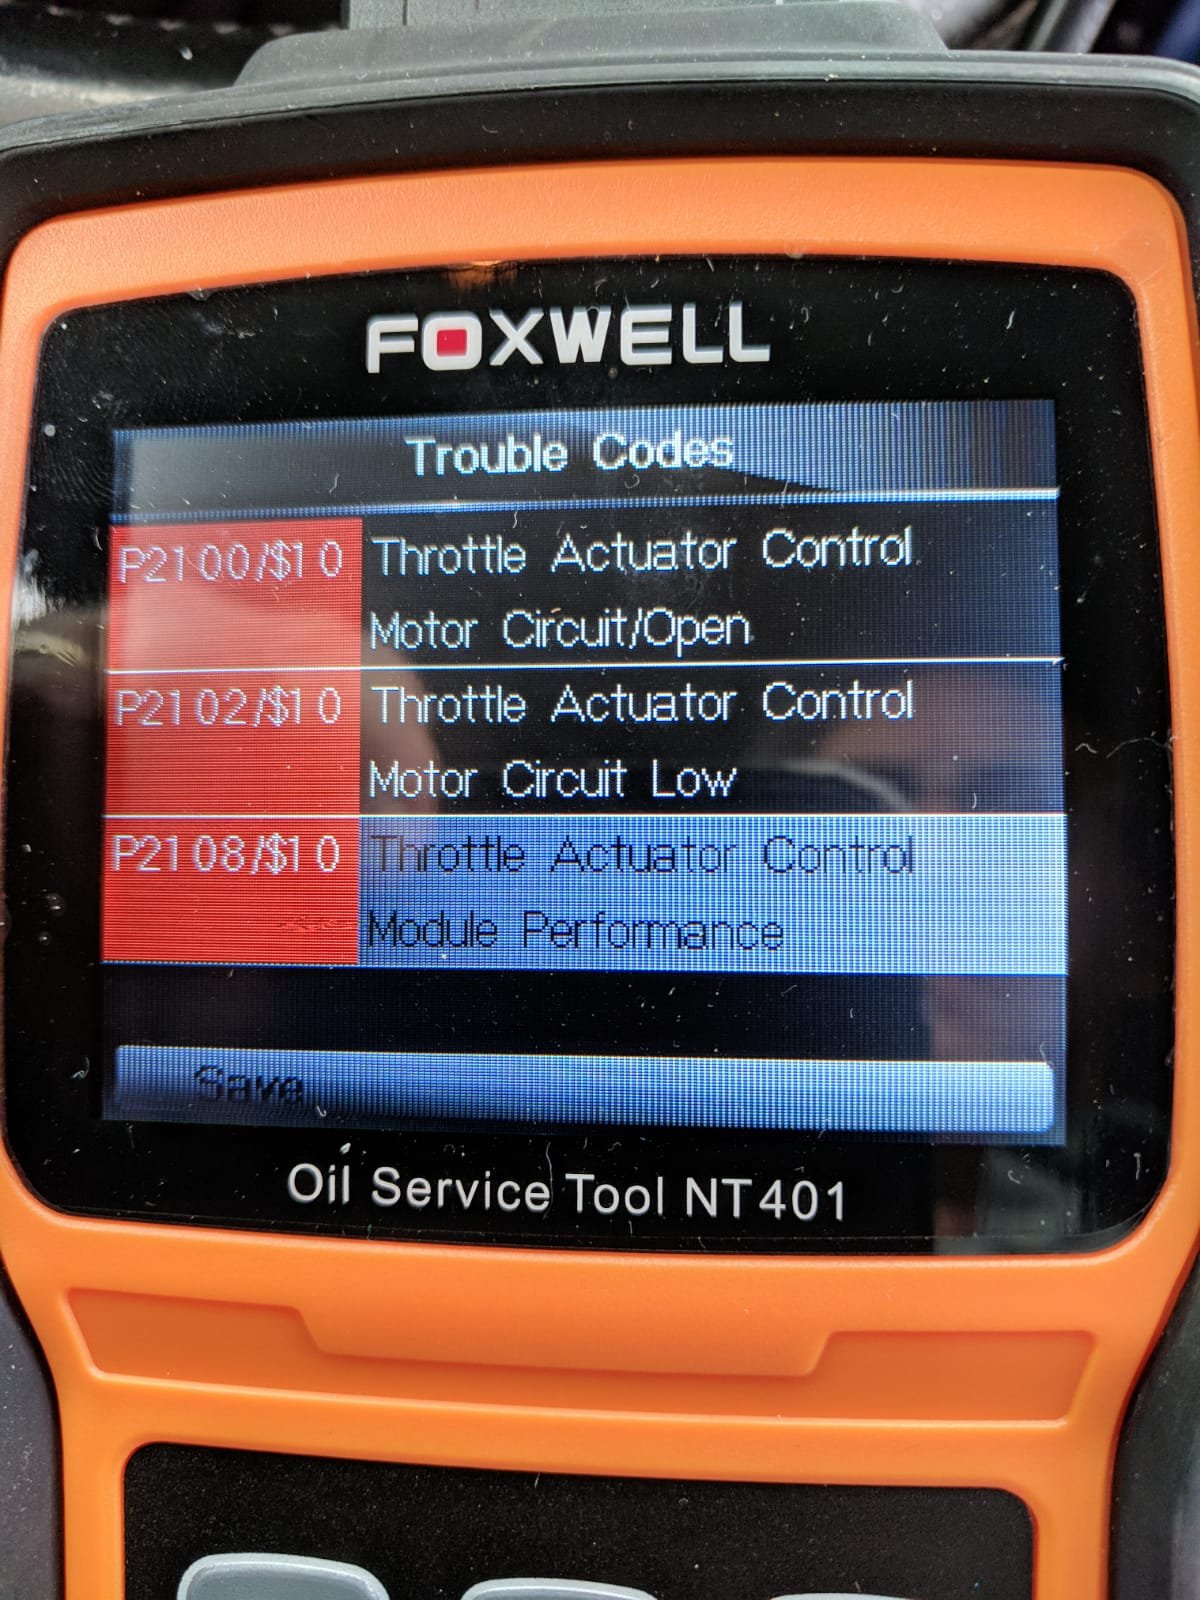 FOXWELL
Trouble Codes
P2100/$10 Throttle Actuator Control
Motor Circuit/Open
P2102/$10 Throttle Actuator Control
Motor Circuit Low
P2108/$10 Throttle Actuator Control
Module Performance
Save
Oil Service Tool NT401